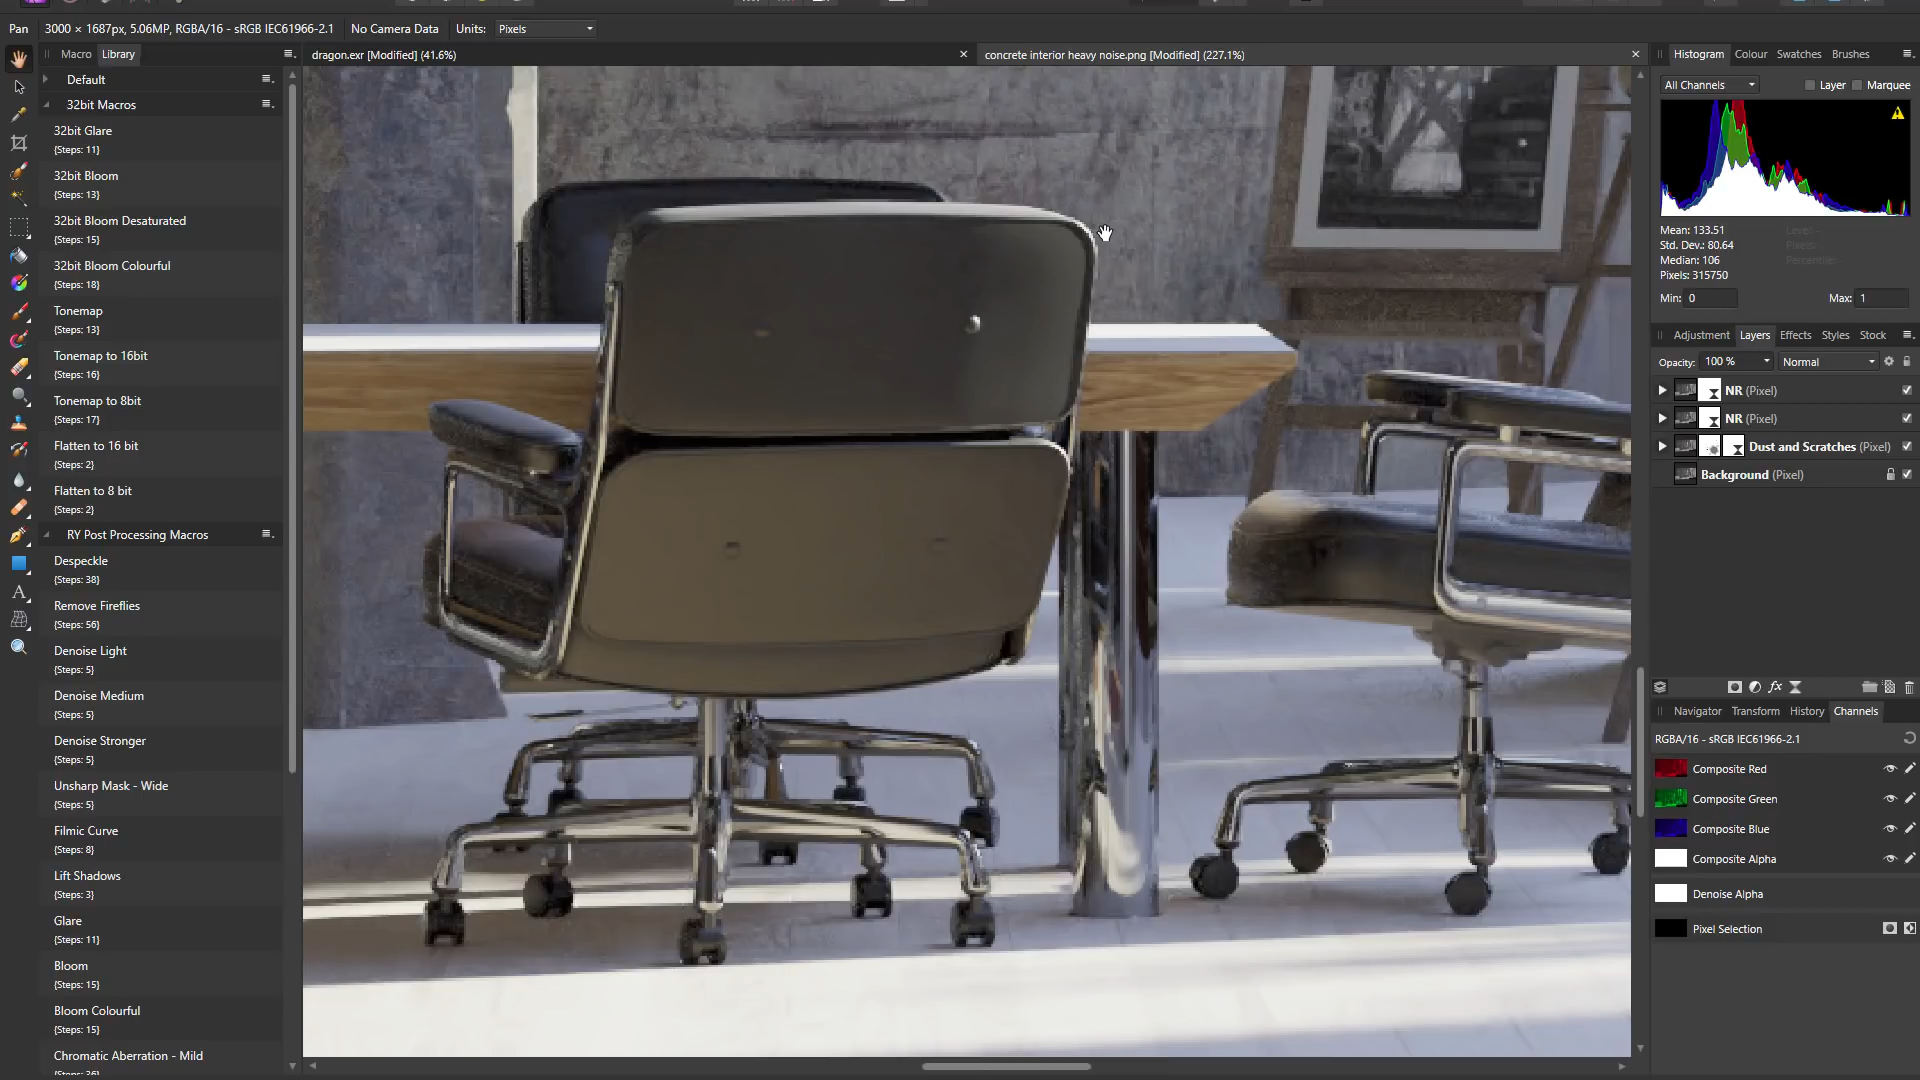 Pan 3000 × 1687px, 5.06MP, RGBA/16 - sRGB IEC61966-2.1 No Camera Data Units: Pixels
Macro Library
Default
32bit Macros
32bit Glare
{Steps: 11}
32bit Bloom
{Steps: 13}
32bit Bloom Desaturated
{Steps: 15}
32bit Bloom Colourful
{Steps: 18}
Tonemap
{Steps: 13}
Tonemap to 16bit
{Steps: 16}
Tonemap to 8bit
{Steps: 17}
Flatten to 16 bit
{Steps: 2}
Flatten to 8 bit
{Steps: 2}
RY Post Processing Macros
Despeckle
{Steps: 38}
Remove Fireflies
{Steps: 56}
Denoise Light
{Steps: 5}
Denoise Medium
{Steps: 5}
Denoise Stronger
{Steps: 5}
Unsharp Mask - Wide
{Steps: 5}
Filmic Curve
{Steps: 8}
Lift Shadows
{Steps: 3}
Glare
{Steps: 11}
Bloom
{Steps: 15}
Bloom Colourful
{Steps: 15}
Chromatic Aberration - Mild
dragon.exr [Modified] (41.6%)
concrete interior heavy noise.png [Modified] (227.1%)
Histogram Colour Swatches Brushes
All Channels Layer Marquee
Mean: 133.51
Std. Dev.: 80.64
Median: 106
Pixels: 315750
Level: -
Pixels: -
Percentile: -
Min: 0 Max: 1
Adjustment Layers Effects Styles Stock
Opacity: 100 % Normal
NR (Pixel)
NR (Pixel)
Dust and Scratches (Pixel)
Background (Pixel)
Navigator Transform History Channels
RGBA/16 - sRGB IEC61966-2.1
Composite Red
Composite Green
Composite Blue
Composite Alpha
Denoise Alpha
Pixel Selection